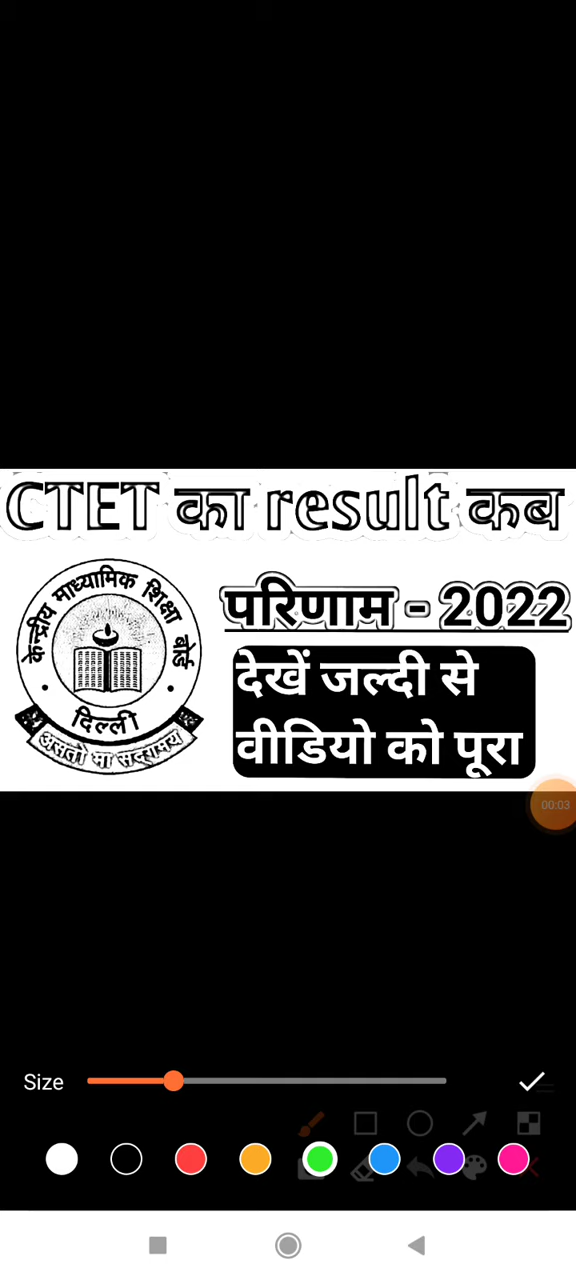 CTET का result कब
केन्द्रीय माध्यमिक शिक्षा बोर्ड
दिल्ली
असतो मा सद्गमय
परिणाम - 2022
देखें जल्दी से
वीडियो को पूरा
00:03
Size